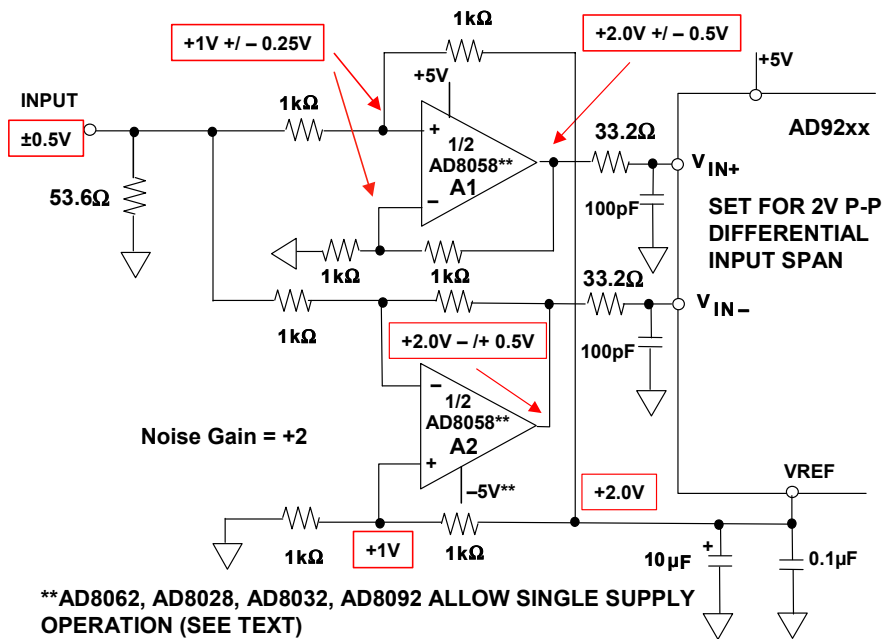 1kΩ
+1V +/ – 0.25V
+2.0V +/ – 0.5V
+5V
+5V
INPUT
±0.5V
1kΩ
+
1/2
AD8058**
A1
–
33.2Ω
AD92xx
VIN+
53.6Ω
100pF
SET FOR 2V P-P
DIFFERENTIAL
INPUT SPAN
1kΩ
1kΩ
33.2Ω
VIN–
1kΩ
+2.0V – /+ 0.5V
100pF
–
1/2
AD8058**
A2
+
Noise Gain = +2
–5V**
+2.0V
VREF
1kΩ
+1V
1kΩ
10µF
+
0.1µF
**AD8062, AD8028, AD8032, AD8092 ALLOW SINGLE SUPPLY
OPERATION (SEE TEXT)